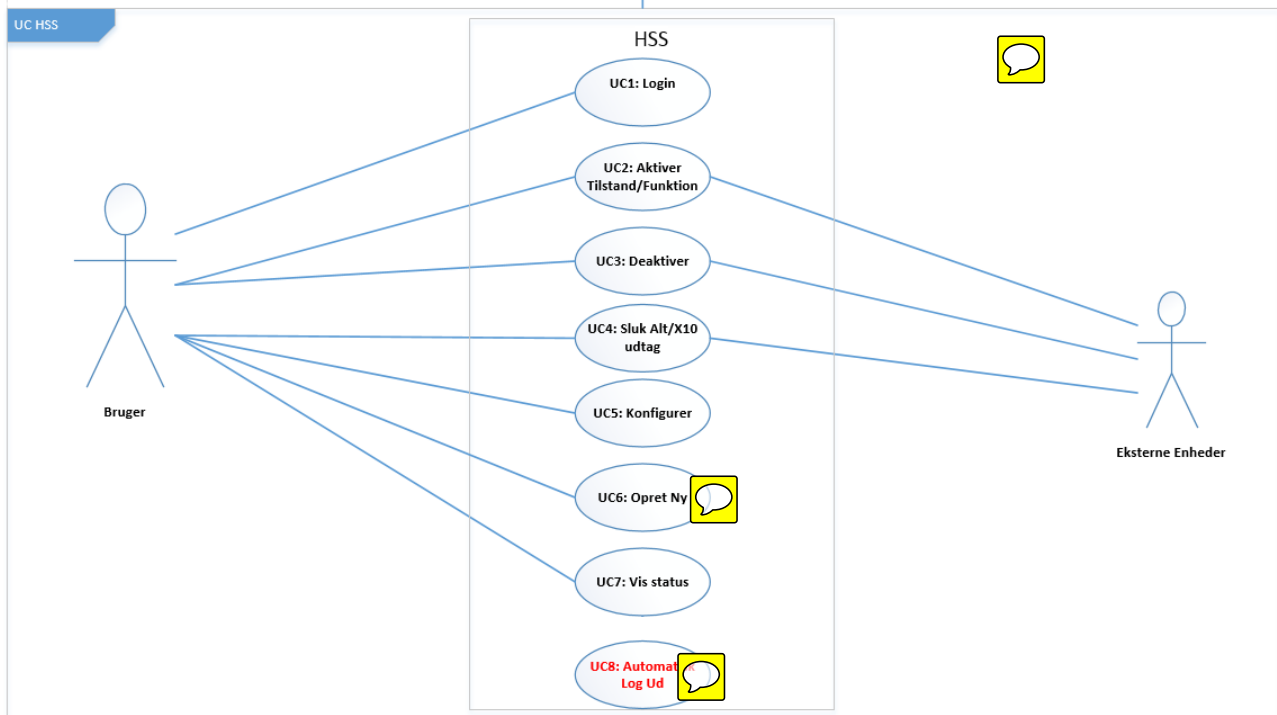 UC HSS
HSS
UC1: Login
UC2: Aktiver
Tilstand/Funktion
UC3: Deaktiver
UC4: Sluk Alt/X10
udtag
UC5: Konfigurer
UC6: Opret Ny
UC7: Vis status
UC8:
Log Ud
Bruger
Eksterne Enheder